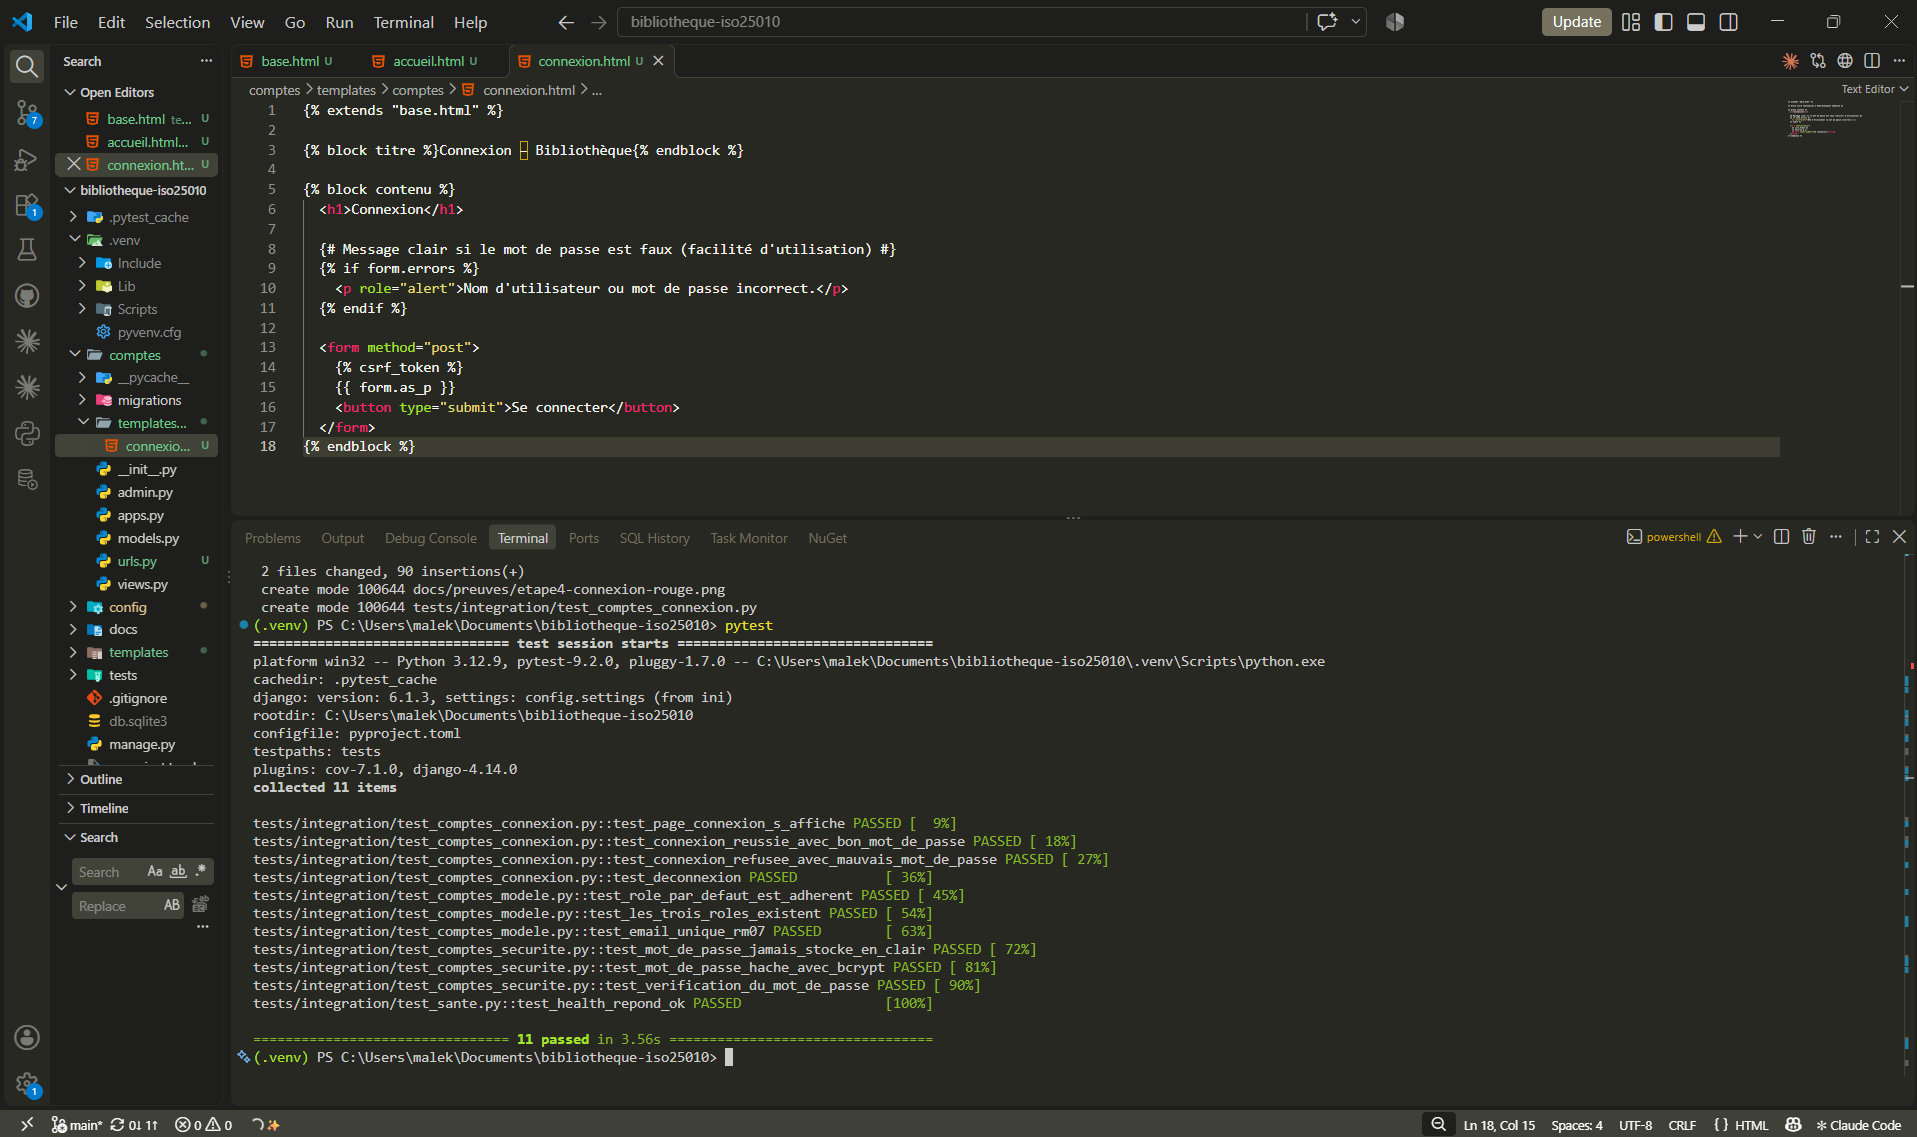 File Edit Selection View Go Run Terminal Help
bibliotheque-iso25010
Update
Search
Open Editors
base.html te... U
accueil.html... U
connexion.ht... U
bibliotheque-iso25010
.pytest_cache
.venv
Include
Lib
Scripts
pyvenv.cfg
comptes
__pycache__
migrations
templates...
connexio... U
__init__.py
admin.py
apps.py
models.py
urls.py U
views.py
config
docs
templates
tests
.gitignore
db.sqlite3
manage.py
Outline
Timeline
Search
Search Aa ab .*
Replace AB
7
1
1
base.html U accueil.html U connexion.html U
comptes > templates > comptes > connexion.html > ...
Text Editor
1 {% extends "base.html" %}
2
3 {% block titre %}Connexion – Bibliothèque{% endblock %}
4
5 {% block contenu %}
6 <h1>Connexion</h1>
7
8 {# Message clair si le mot de passe est faux (facilité d'utilisation) #}
9 {% if form.errors %}
10 <p role="alert">Nom d'utilisateur ou mot de passe incorrect.</p>
11 {% endif %}
12
13 <form method="post">
14 {% csrf_token %}
15 {{ form.as_p }}
16 <button type="submit">Se connecter</button>
17 </form>
18 {% endblock %}
Problems Output Debug Console Terminal Ports SQL History Task Monitor NuGet
powershell
2 files changed, 90 insertions(+)
create mode 100644 docs/preuves/etape4-connexion-rouge.png
create mode 100644 tests/integration/test_comptes_connexion.py
(.venv) PS C:\Users\malek\Documents\bibliotheque-iso25010> pytest
================================ test session starts ================================
platform win32 -- Python 3.12.9, pytest-9.2.0, pluggy-1.7.0 -- C:\Users\malek\Documents\bibliotheque-iso25010\.venv\Scripts\python.exe
cachedir: .pytest_cache
django: version: 6.1.3, settings: config.settings (from ini)
rootdir: C:\Users\malek\Documents\bibliotheque-iso25010
configfile: pyproject.toml
testpaths: tests
plugins: cov-7.1.0, django-4.14.0
collected 11 items
tests/integration/test_comptes_connexion.py::test_page_connexion_s_affiche PASSED [  9%]
tests/integration/test_comptes_connexion.py::test_connexion_reussie_avec_bon_mot_de_passe PASSED [ 18%]
tests/integration/test_comptes_connexion.py::test_connexion_refusee_avec_mauvais_mot_de_passe PASSED [ 27%]
tests/integration/test_comptes_connexion.py::test_deconnexion PASSED [ 36%]
tests/integration/test_comptes_modele.py::test_role_par_defaut_est_adherent PASSED [ 45%]
tests/integration/test_comptes_modele.py::test_les_trois_roles_existent PASSED [ 54%]
tests/integration/test_comptes_modele.py::test_email_unique_rm07 PASSED [ 63%]
tests/integration/test_comptes_securite.py::test_mot_de_passe_jamais_stocke_en_clair PASSED [ 72%]
tests/integration/test_comptes_securite.py::test_mot_de_passe_hache_avec_bcrypt PASSED [ 81%]
tests/integration/test_comptes_securite.py::test_verification_du_mot_de_passe PASSED [ 90%]
tests/integration/test_sante.py::test_health_repond_ok PASSED [100%]
================================ 11 passed in 3.56s =================================
(.venv) PS C:\Users\malek\Documents\bibliotheque-iso25010>
main* 0↓ 1↑ 0 0
Ln 18, Col 15 Spaces: 4 UTF-8 CRLF { } HTML Claude Code